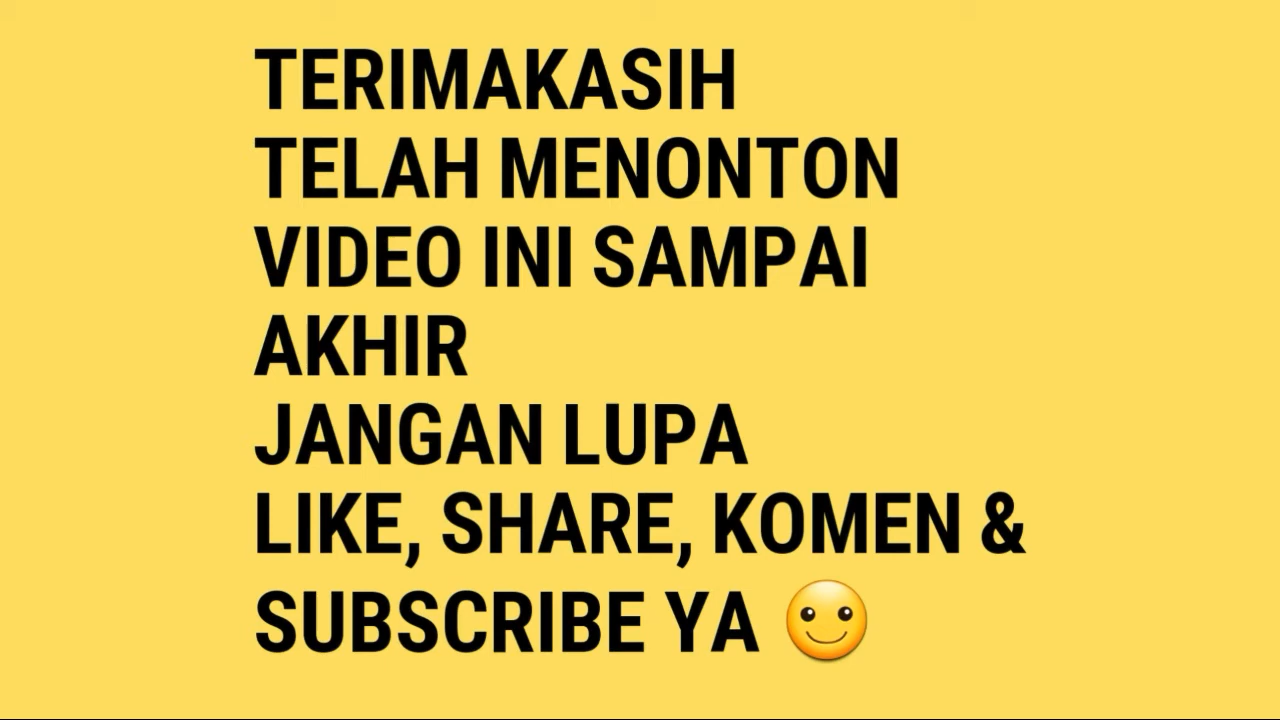 TERIMAKASIH
TELAH MENONTON
VIDEO INI SAMPAI
AKHIR
JANGAN LUPA
LIKE, SHARE, KOMEN &
SUBSCRIBE YA 🙂